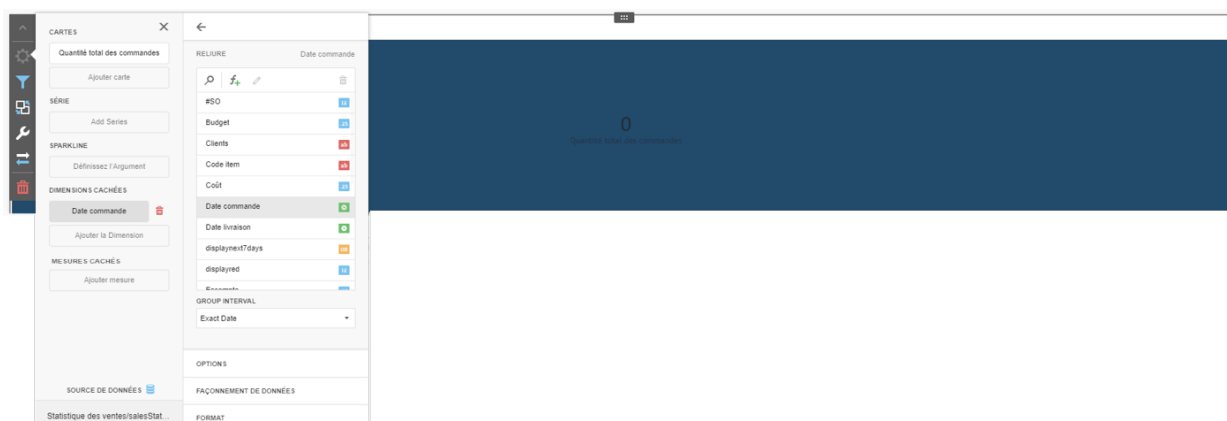 CARTES
Quantité total des commandes
Ajouter carte
SÉRIE
Add Series
SPARKLINE
Définissez l'Argument
DIMENSIONS CACHÉES
Date commande
Ajouter la Dimension
MESURES CACHÉS
Ajouter mesure
SOURCE DE DONNÉES
Statistique des ventes/salesStat...
RELIURE Date commande
#SO
Budget
Clients
ab
Code item
ab
Coût
Date commande
Date livraison
displaynext7days
displayred
GROUP INTERVAL
Exact Date
OPTIONS
FAÇONNEMENT DE DONNÉES
FORMAT
0
Quantité total des commandes